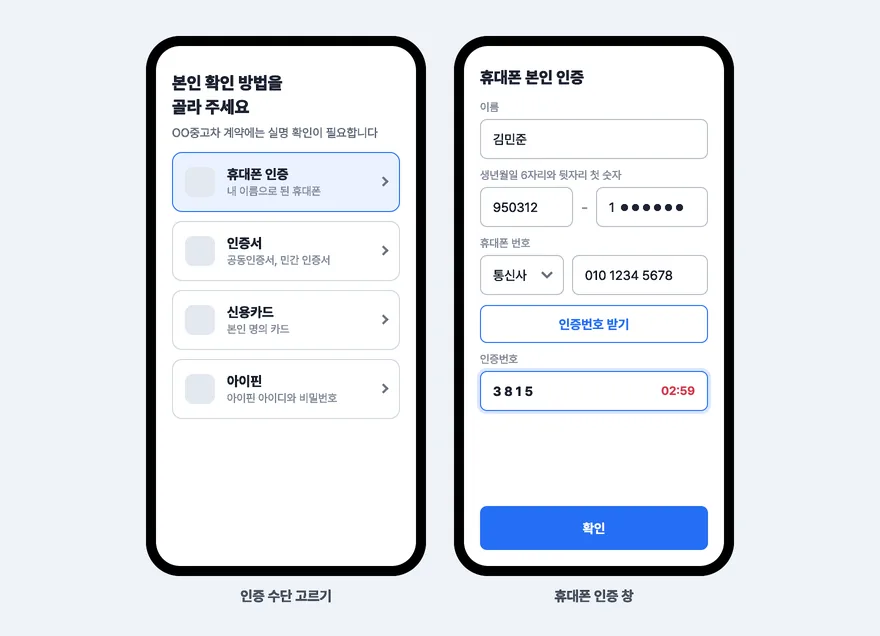 본인 확인 방법을
골라 주세요
OO중고차 계약에는 실명 확인이 필요합니다
휴대폰 인증
내 이름으로 된 휴대폰
인증서
공동인증서, 민간 인증서
신용카드
본인 명의 카드
아이핀
아이핀 아이디와 비밀번호
인증 수단 고르기
휴대폰 본인 인증
이름
김민준
생년월일 6자리와 뒷자리 첫 숫자
950312 - 1 ●●●●●●
휴대폰 번호
통신사 010 1234 5678
인증번호 받기
인증번호
3815 02:59
확인
휴대폰 인증 창